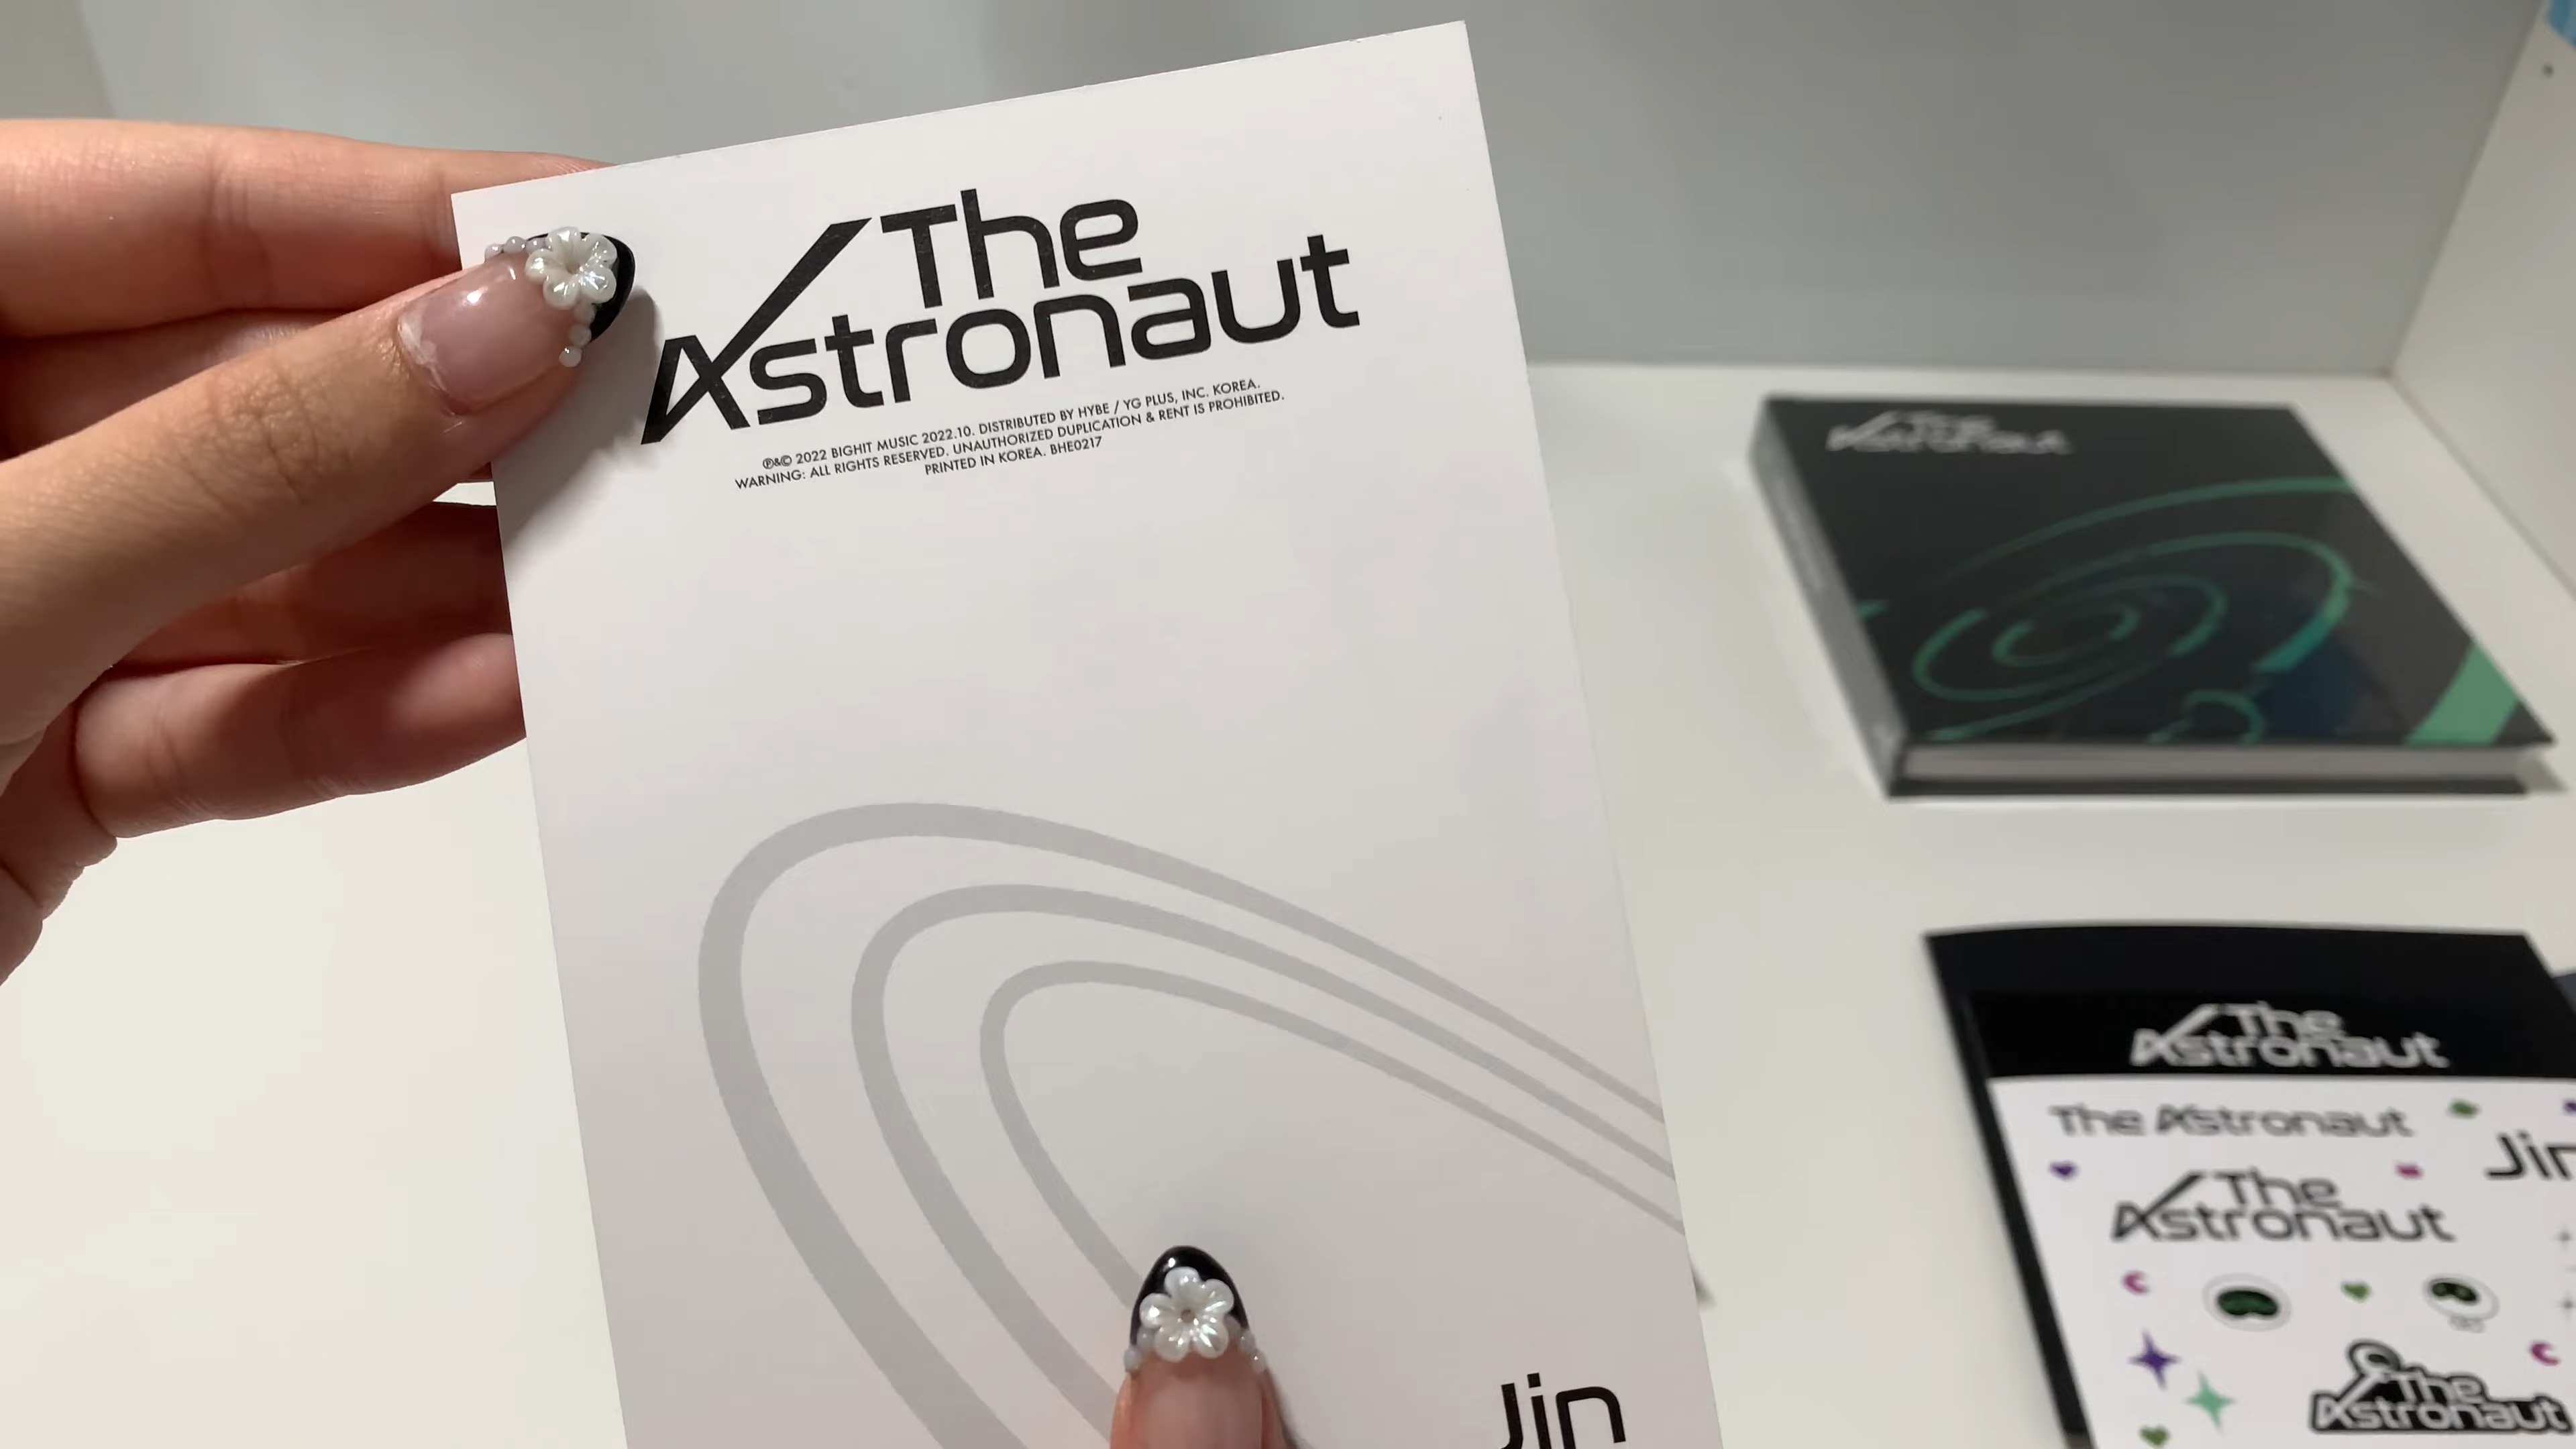 The
Astronaut
℗&© 2022 BIGHIT MUSIC 2022.10. DISTRIBUTED BY HYBE / YG PLUS, INC. KOREA.
WARNING: ALL RIGHTS RESERVED. UNAUTHORIZED DUPLICATION & RENT IS PROHIBITED.
PRINTED IN KOREA. BHE0217
Jin
The
Astronaut
The
Astronaut
The Astronaut
Jin
The
Astronaut
The
Astronaut